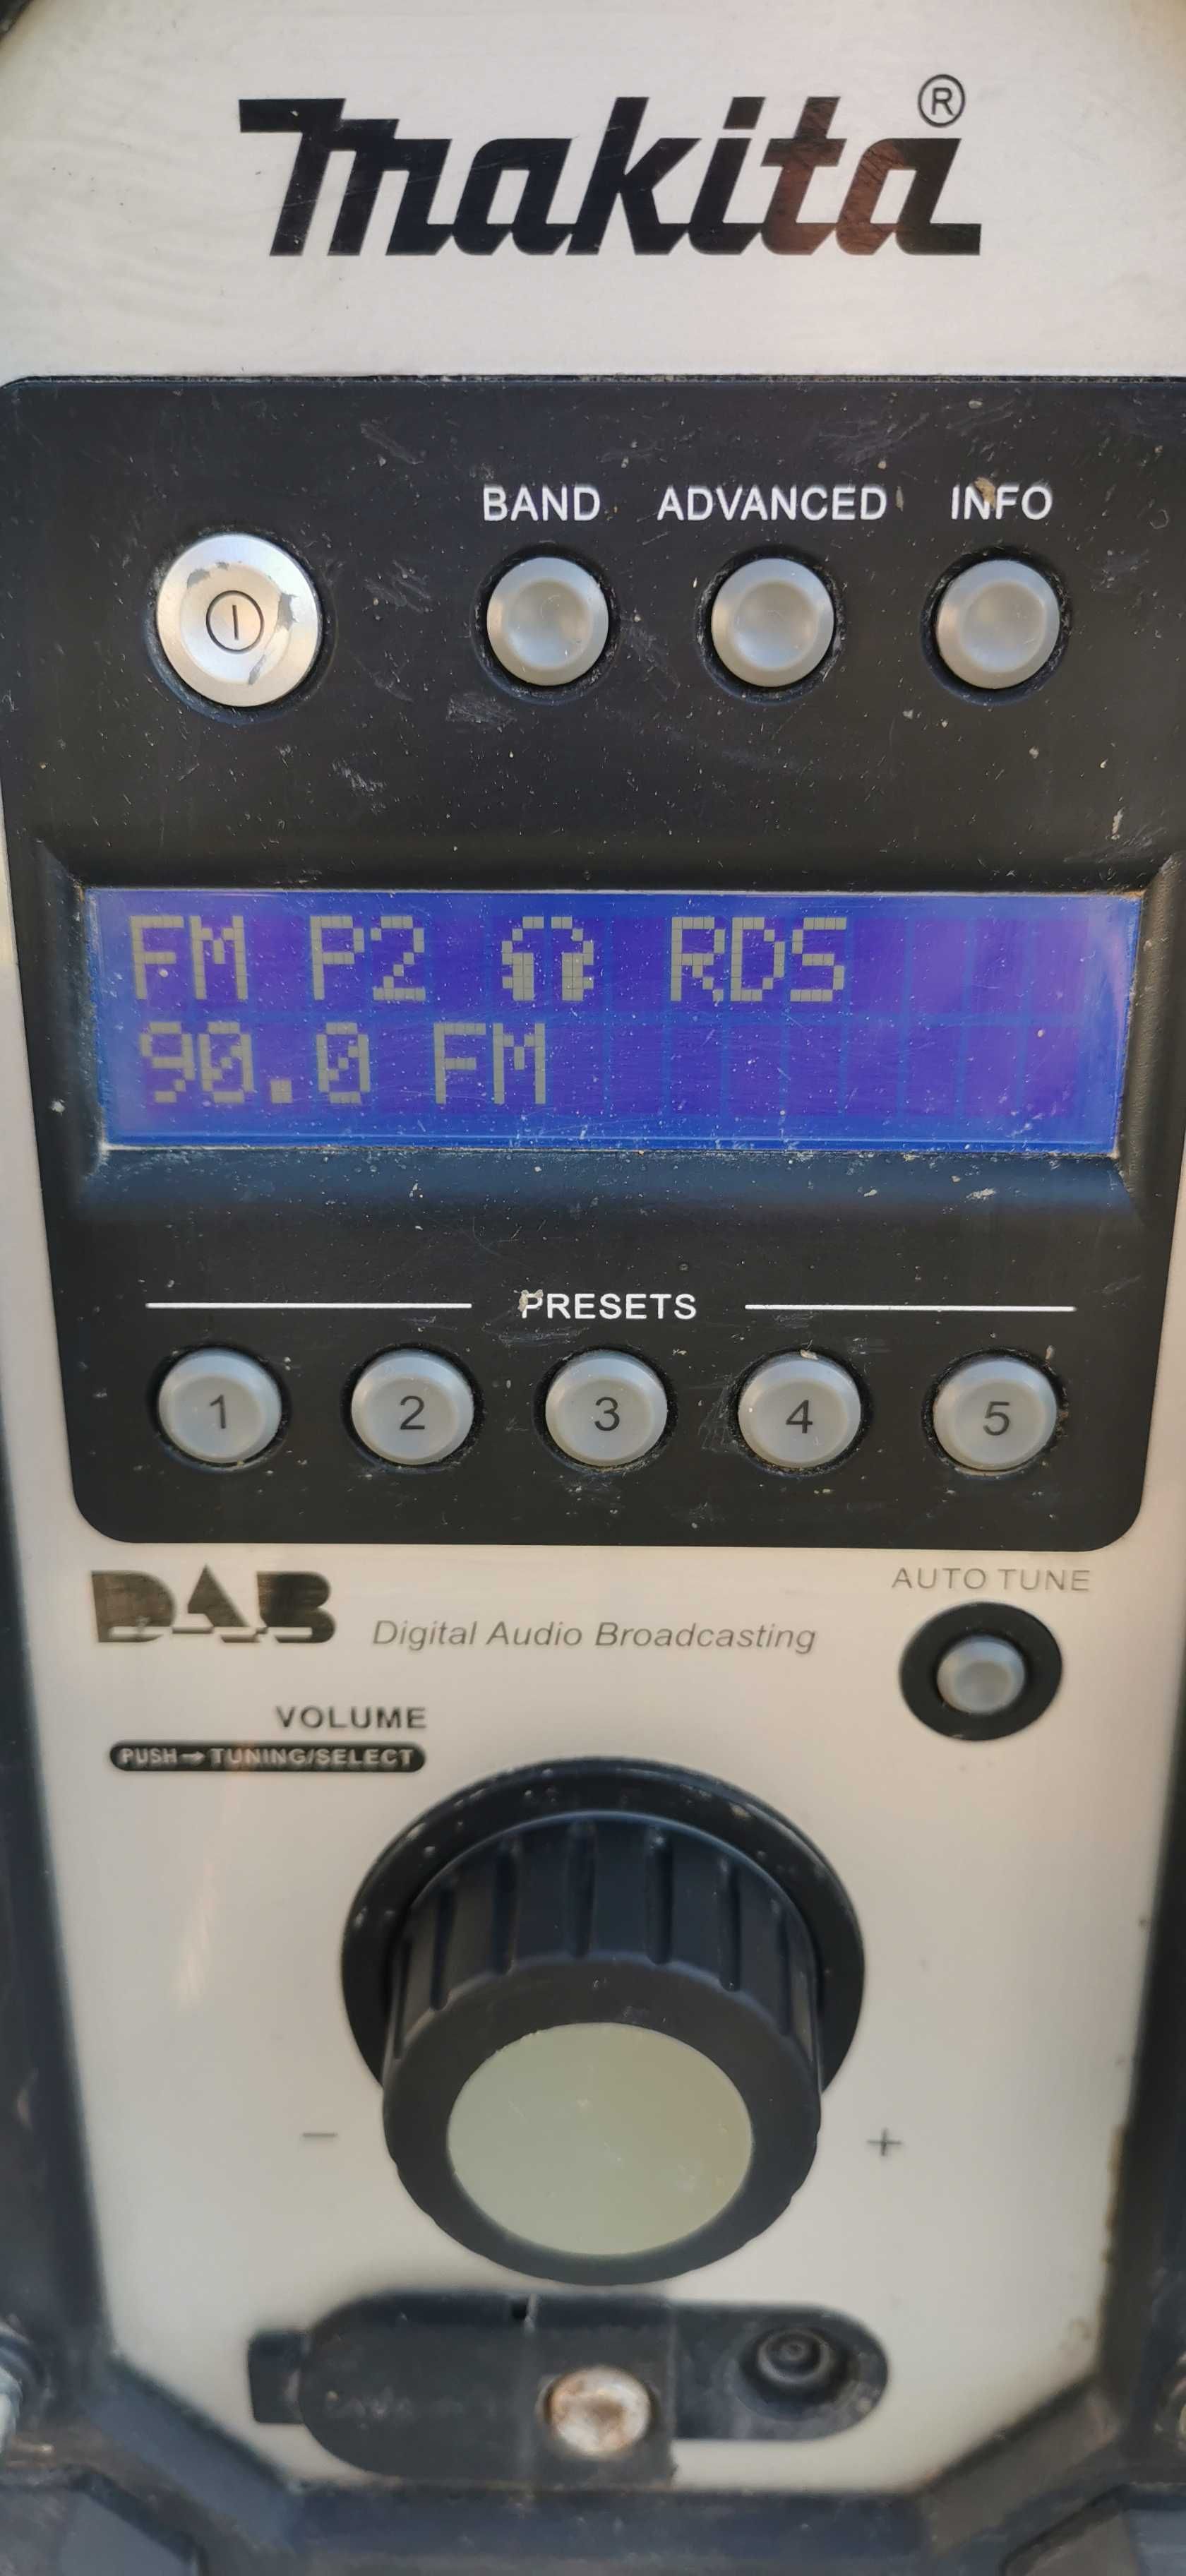 makita®
BAND ADVANCED INFO
FM P2 RDS
90.0 FM
PRESETS
1 2 3 4 5
DAB Digital Audio Broadcasting
AUTO TUNE
VOLUME
PUSH→TUNING/SELECT
− +